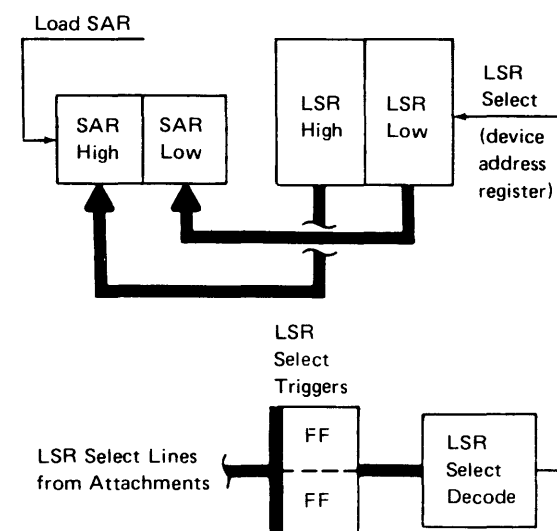 Load SAR
SAR
High
SAR
Low
LSR
High
LSR
Low
LSR
Select
(device
address
register)
LSR
Select
Triggers
FF
FF
LSR Select Lines
from Attachments
LSR
Select
Decode